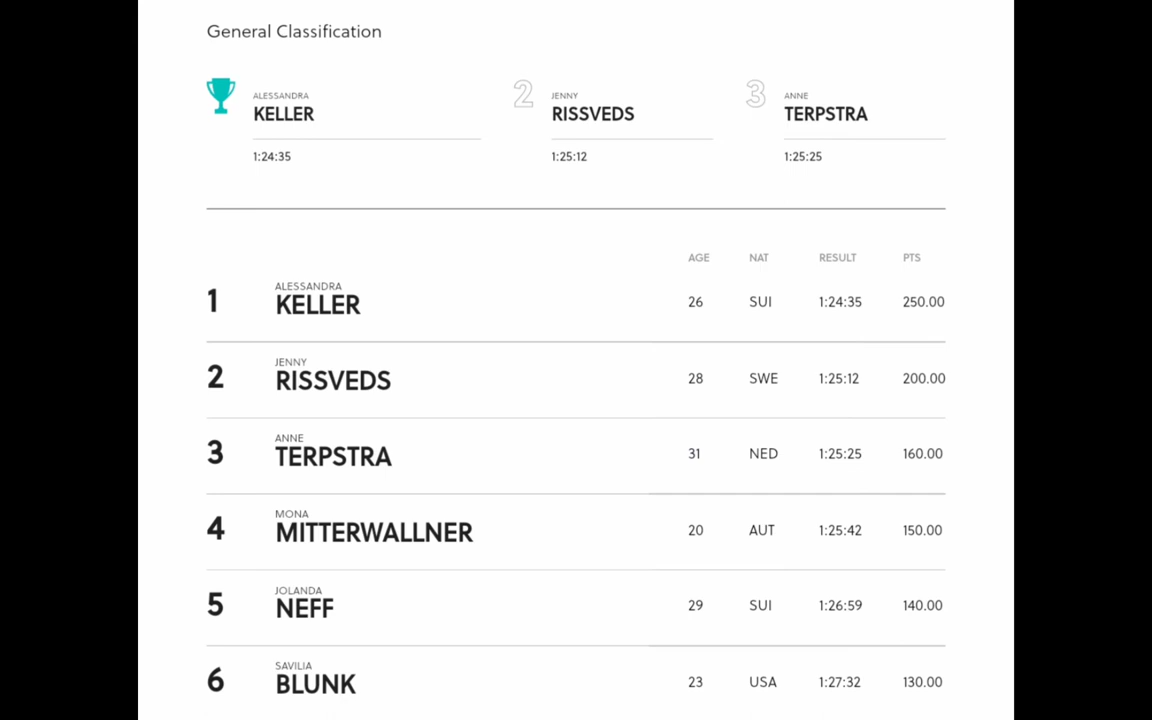 General Classification
ALESSANDRA
KELLER
1:24:35
2
JENNY
RISSVEDS
1:25:12
3
ANNE
TERPSTRA
1:25:25
AGE NAT RESULT PTS
1 ALESSANDRA
KELLER 26 SUI 1:24:35 250.00
2 JENNY
RISSVEDS 28 SWE 1:25:12 200.00
3 ANNE
TERPSTRA 31 NED 1:25:25 160.00
4 MONA
MITTERWALLNER 20 AUT 1:25:42 150.00
5 JOLANDA
NEFF 29 SUI 1:26:59 140.00
6 SAVILIA
BLUNK 23 USA 1:27:32 130.00